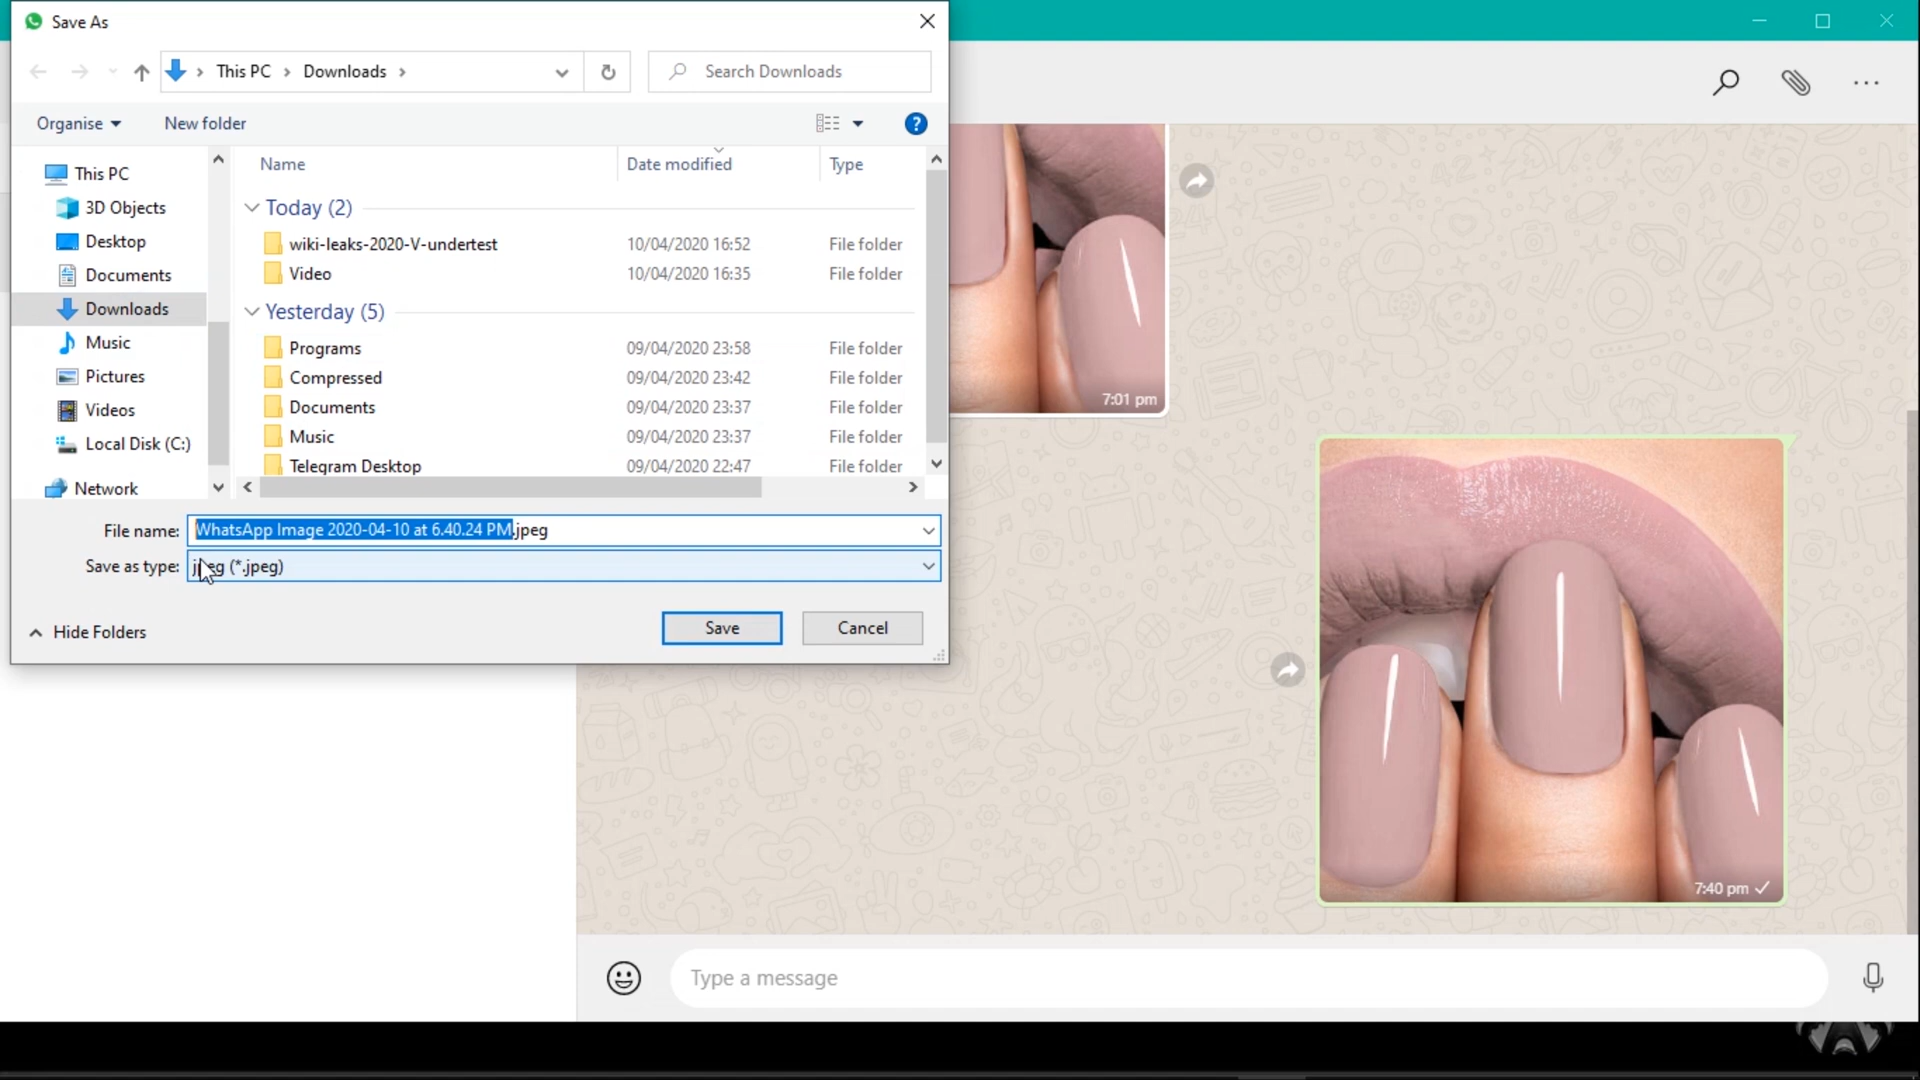 Save As
This PC
Downloads
Search Downloads
Organise
New folder
Name
Date modified
Type
This PC
3D Objects
Desktop
Documents
Downloads
Music
Pictures
Videos
Local Disk (C:)
Network
Today (2)
wiki-leaks-2020-V-undertest 10/04/2020 16:52 File folder
Video 10/04/2020 16:35 File folder
Yesterday (5)
Programs 09/04/2020 23:58 File folder
Compressed 09/04/2020 23:42 File folder
Documents 09/04/2020 23:37 File folder
Music 09/04/2020 23:37 File folder
Telegram Desktop 09/04/2020 22:47 File folder
File name: WhatsApp Image 2020-04-10 at 6.40.24 PM.jpeg
Save as type: jpeg (*.jpeg)
Hide Folders
Save
Cancel
7:01 pm
7:40 pm
Type a message